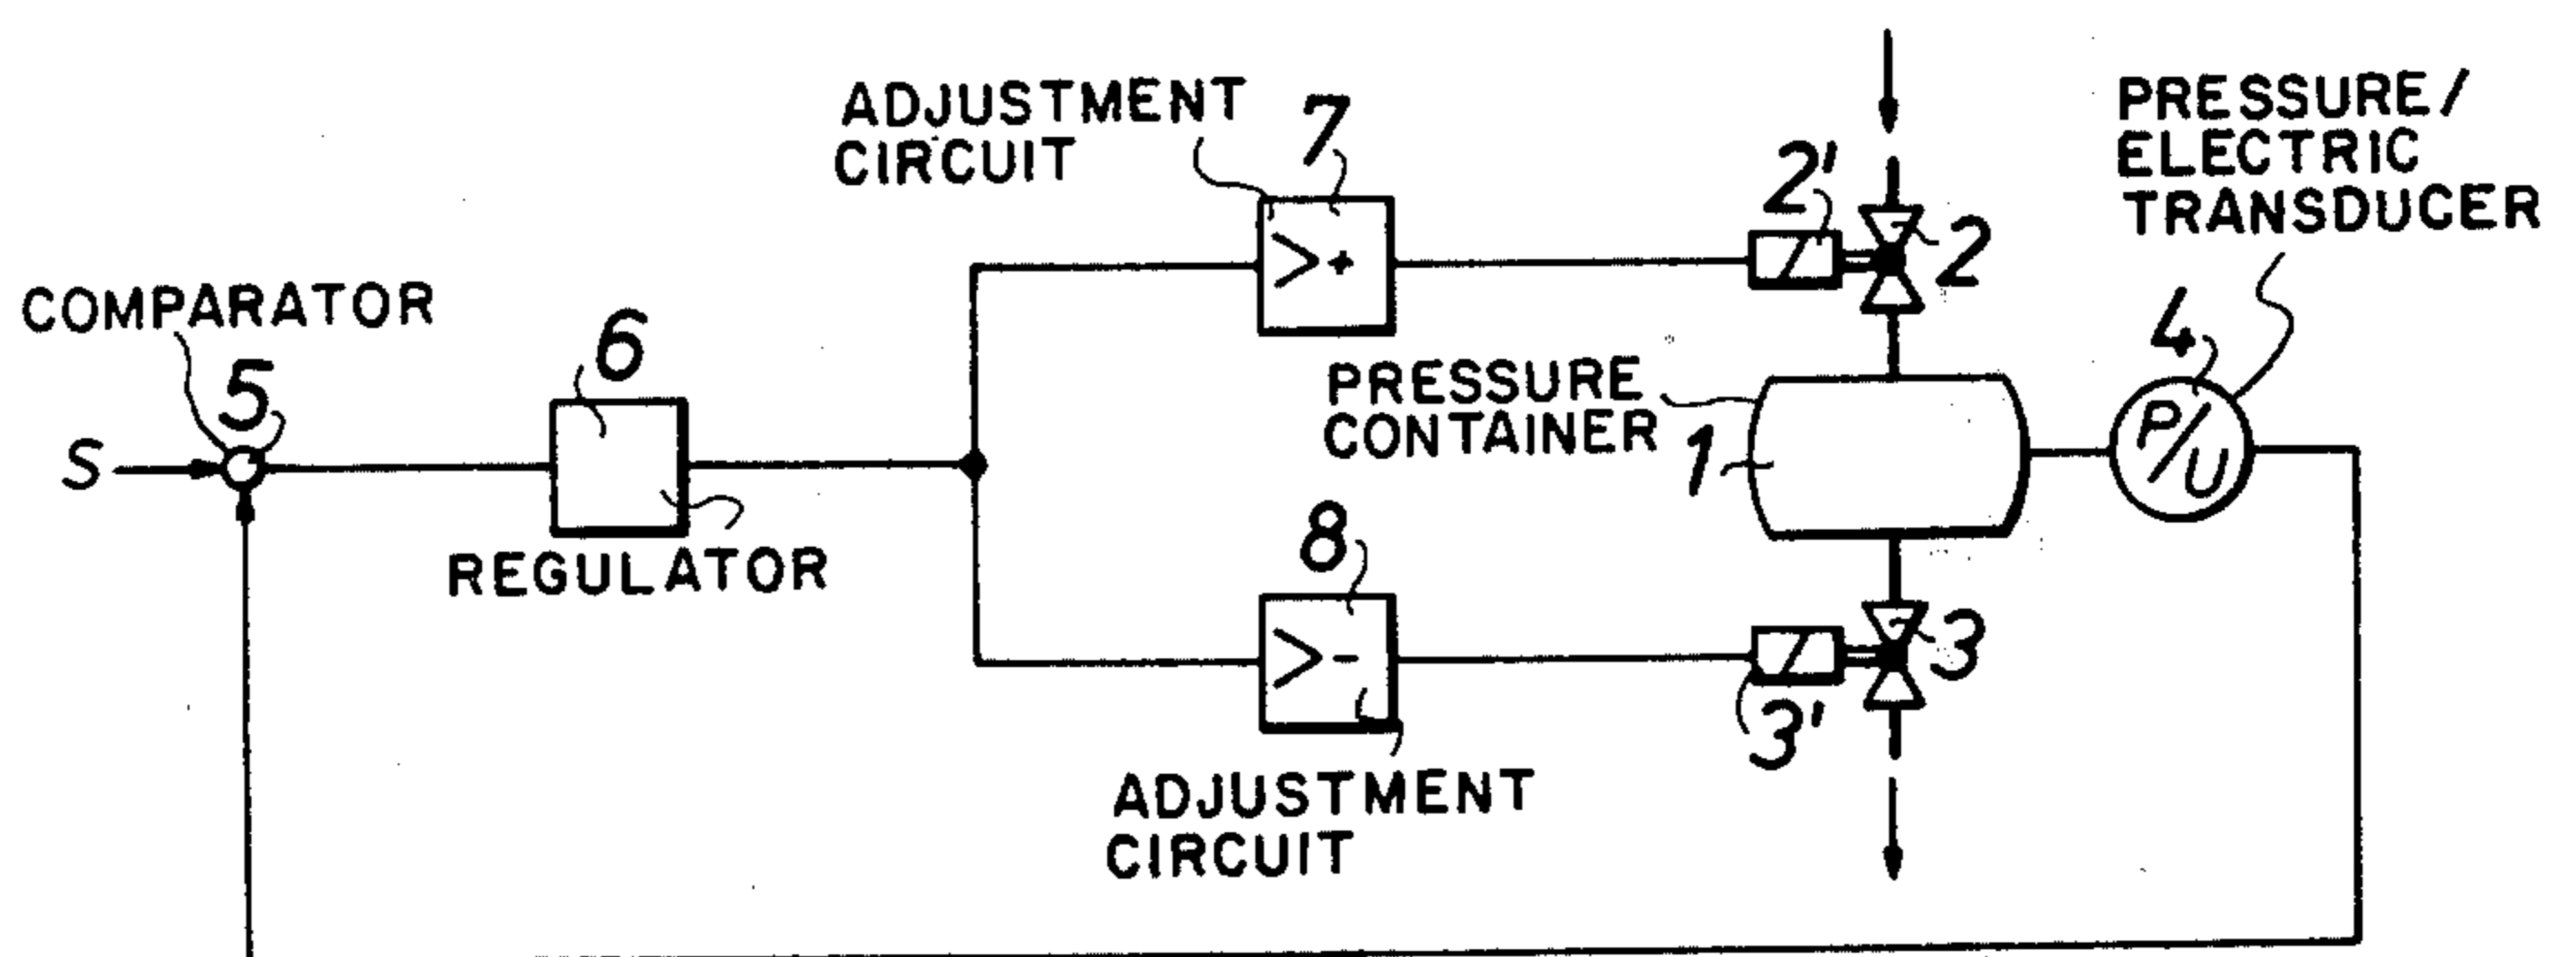 ADJUSTMENT
CIRCUIT
7
PRESSURE/
ELECTRIC
TRANSDUCER
2'
2
COMPARATOR
5
S
6
REGULATOR
PRESSURE
CONTAINER
1
4
P/U
8
>+
>-
3
3'
ADJUSTMENT
CIRCUIT